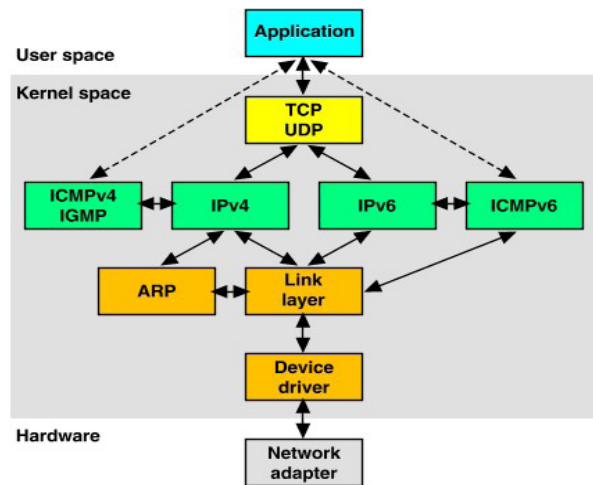 Application
User space
Kernel space
TCP
UDP
ICMPv4
IGMP
IPv4
IPv6
ICMPv6
ARP
Link
layer
Device
driver
Hardware
Network
adapter